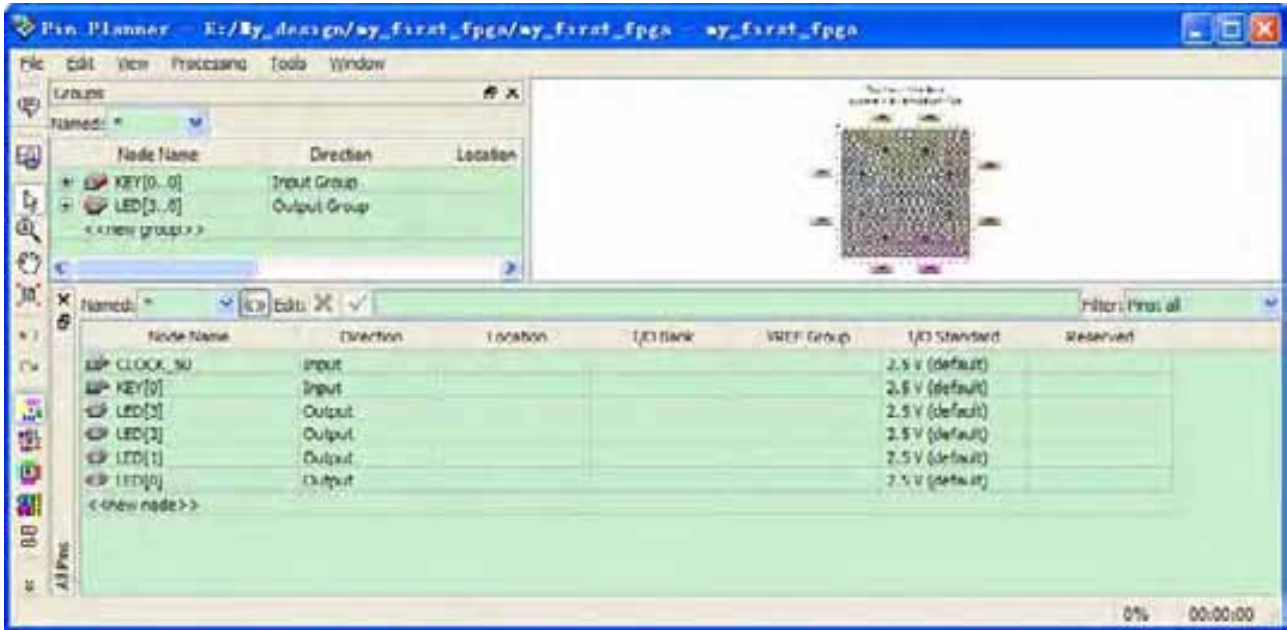 Pin Planner - E:/My_design/my_first_fpga/my_first_fpga - my_first_fpga
File Edit View Processing Tools Window
Groups
Named: *
Node Name Direction Location
KEY[0..0] Input Group
LED[3..0] Output Group
<<new group>>
Named: * Edit: Filter: Pins: all
Node Name Direction Location I/O Bank VREF Group I/O Standard Reserved
CLOCK_50 Input 2.5 V (default)
KEY[0] Input 2.5 V (default)
LED[3] Output 2.5 V (default)
LED[2] Output 2.5 V (default)
LED[1] Output 2.5 V (default)
LED[0] Output 2.5 V (default)
<<new node>>
All Pins
0% 00:00:00